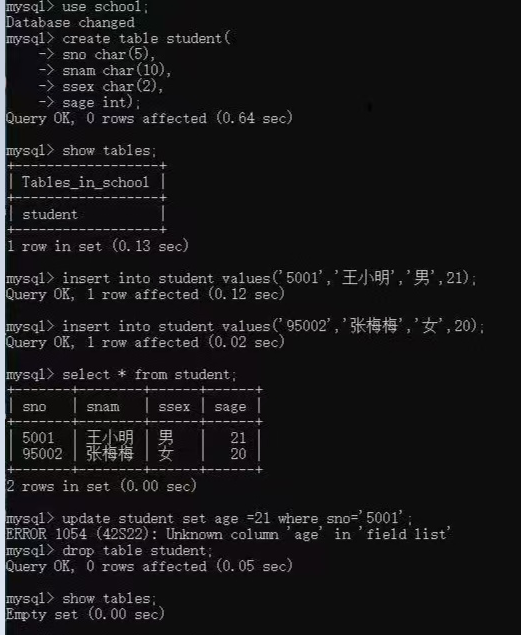 mysql> use school;
Database changed
mysql> create table student(
    -> sno char(5),
    -> snam char(10),
    -> ssex char(2),
    -> sage int);
Query OK, 0 rows affected (0.64 sec)

mysql> show tables;
+------------------+
| Tables_in_school |
+------------------+
| student          |
+------------------+
1 row in set (0.13 sec)

mysql> insert into student values('5001','王小明','男',21);
Query OK, 1 row affected (0.12 sec)

mysql> insert into student values('95002','张梅梅','女',20);
Query OK, 1 row affected (0.02 sec)

mysql> select * from student;
+-------+--------+------+------+
| sno   | snam   | ssex | sage |
+-------+--------+------+------+
| 5001  | 王小明 | 男   |   21 |
| 95002 | 张梅梅 | 女   |   20 |
+-------+--------+------+------+
2 rows in set (0.00 sec)

mysql> update student set age =21 where sno='5001';
ERROR 1054 (42S22): Unknown column 'age' in 'field list'
mysql> drop table student;
Query OK, 0 rows affected (0.05 sec)

mysql> show tables;
Empty set (0.00 sec)